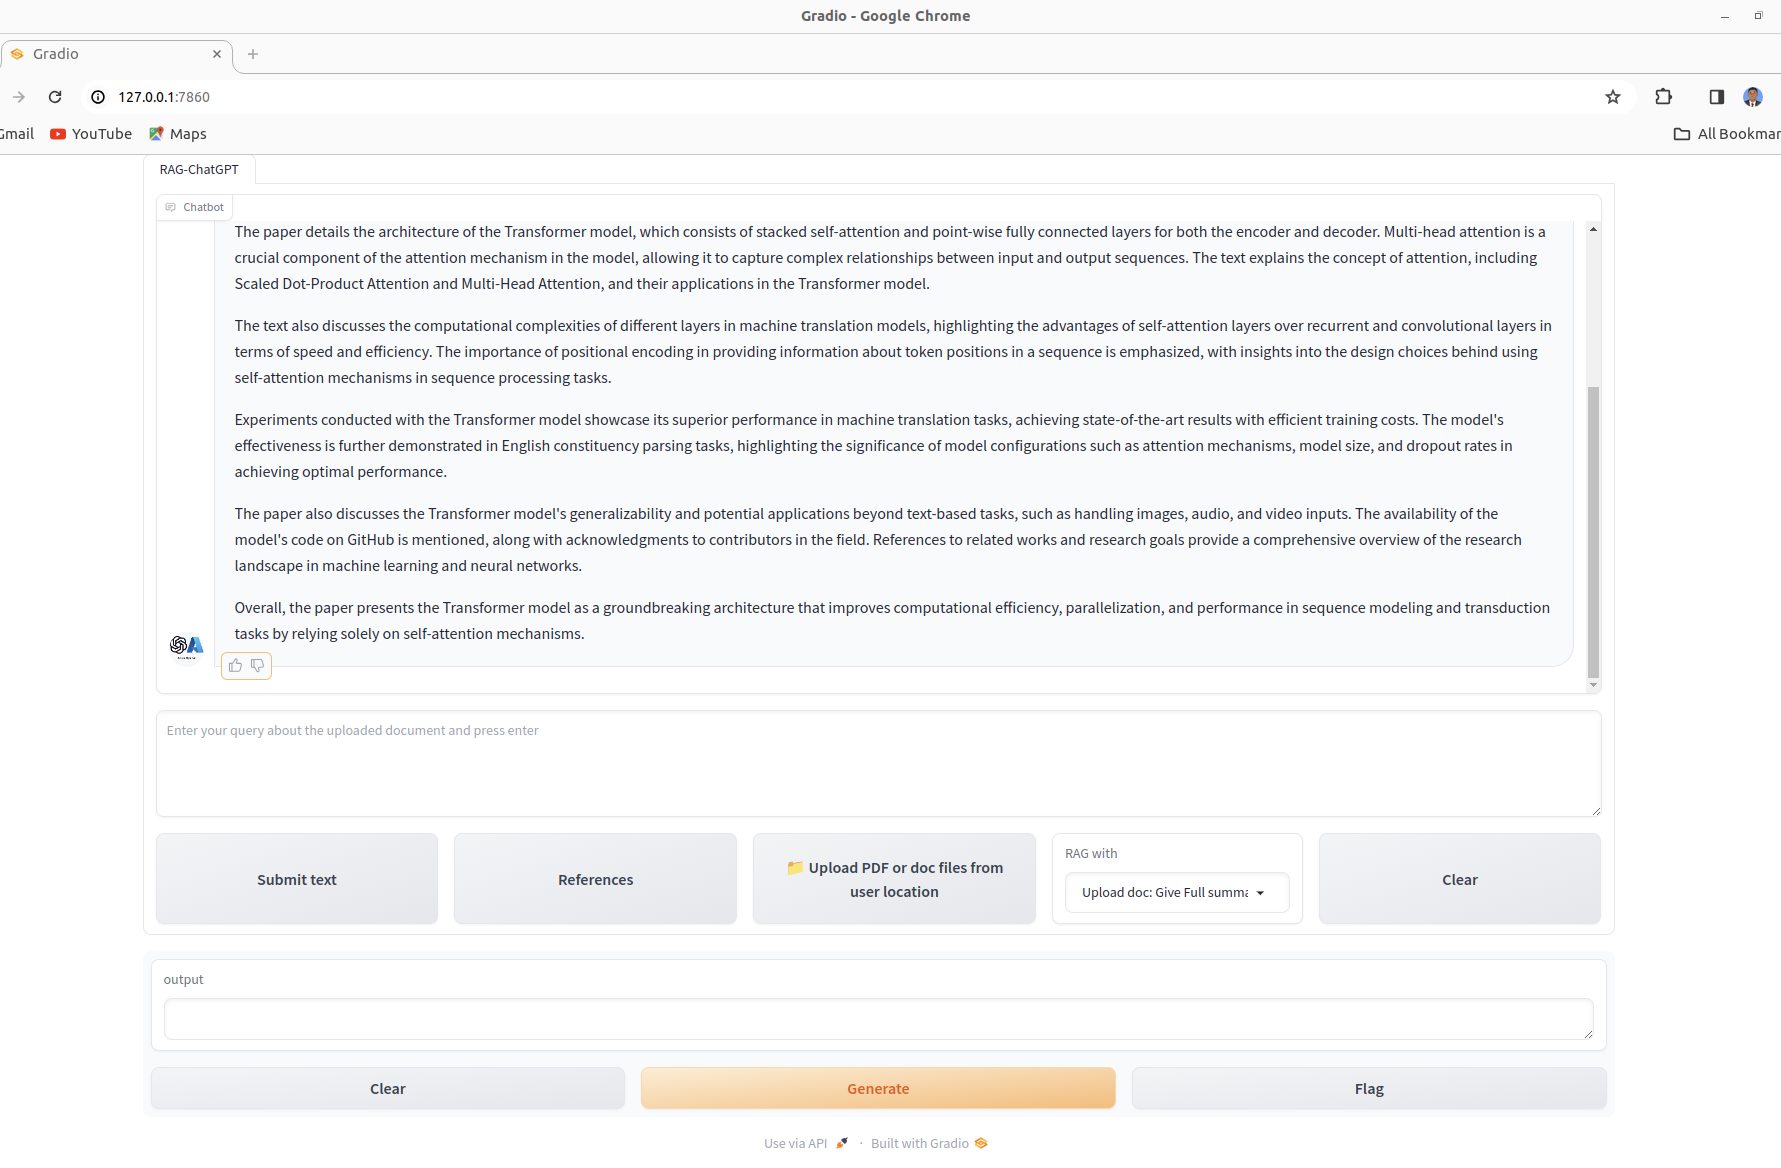 Gradio - Google Chrome
Gradio
127.0.0.1:7860
Gmail
YouTube
Maps
All Bookmar
RAG-ChatGPT
Chatbot
The paper details the architecture of the Transformer model, which consists of stacked self-attention and point-wise fully connected layers for both the encoder and decoder. Multi-head attention is a
crucial component of the attention mechanism in the model, allowing it to capture complex relationships between input and output sequences. The text explains the concept of attention, including
Scaled Dot-Product Attention and Multi-Head Attention, and their applications in the Transformer model.
The text also discusses the computational complexities of different layers in machine translation models, highlighting the advantages of self-attention layers over recurrent and convolutional layers in
terms of speed and efficiency. The importance of positional encoding in providing information about token positions in a sequence is emphasized, with insights into the design choices behind using
self-attention mechanisms in sequence processing tasks.
Experiments conducted with the Transformer model showcase its superior performance in machine translation tasks, achieving state-of-the-art results with efficient training costs. The model's
effectiveness is further demonstrated in English constituency parsing tasks, highlighting the significance of model configurations such as attention mechanisms, model size, and dropout rates in
achieving optimal performance.
The paper also discusses the Transformer model's generalizability and potential applications beyond text-based tasks, such as handling images, audio, and video inputs. The availability of the
model's code on GitHub is mentioned, along with acknowledgments to contributors in the field. References to related works and research goals provide a comprehensive overview of the research
landscape in machine learning and neural networks.
Overall, the paper presents the Transformer model as a groundbreaking architecture that improves computational efficiency, parallelization, and performance in sequence modeling and transduction
tasks by relying solely on self-attention mechanisms.
Enter your query about the uploaded document and press enter
Submit text
References
📁 Upload PDF or doc files from
user location
RAG with
Upload doc: Give Full summa
Clear
output
Clear
Generate
Flag
Use via API 🚀 · Built with Gradio